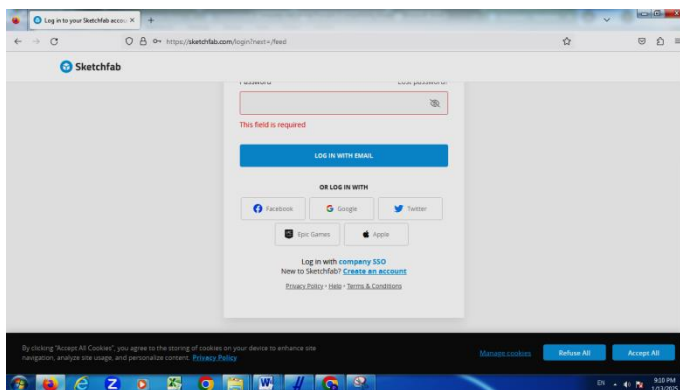 Log in to your Sketchfab accou
https://sketchfab.com/login?next=/feed
Sketchfab
Password Lost password?
This field is required
LOG IN WITH EMAIL
OR LOG IN WITH
Facebook Google Twitter
Epic Games Apple
Log in with company SSO
New to Sketchfab? Create an account
Privacy Policy • Help • Terms & Conditions
By clicking "Accept All Cookies", you agree to the storing of cookies on your device to enhance site
navigation, analyze site usage, and personalize content. Privacy Policy
Manage cookies Refuse All Accept All
EN 9:10 PM
1/13/2025